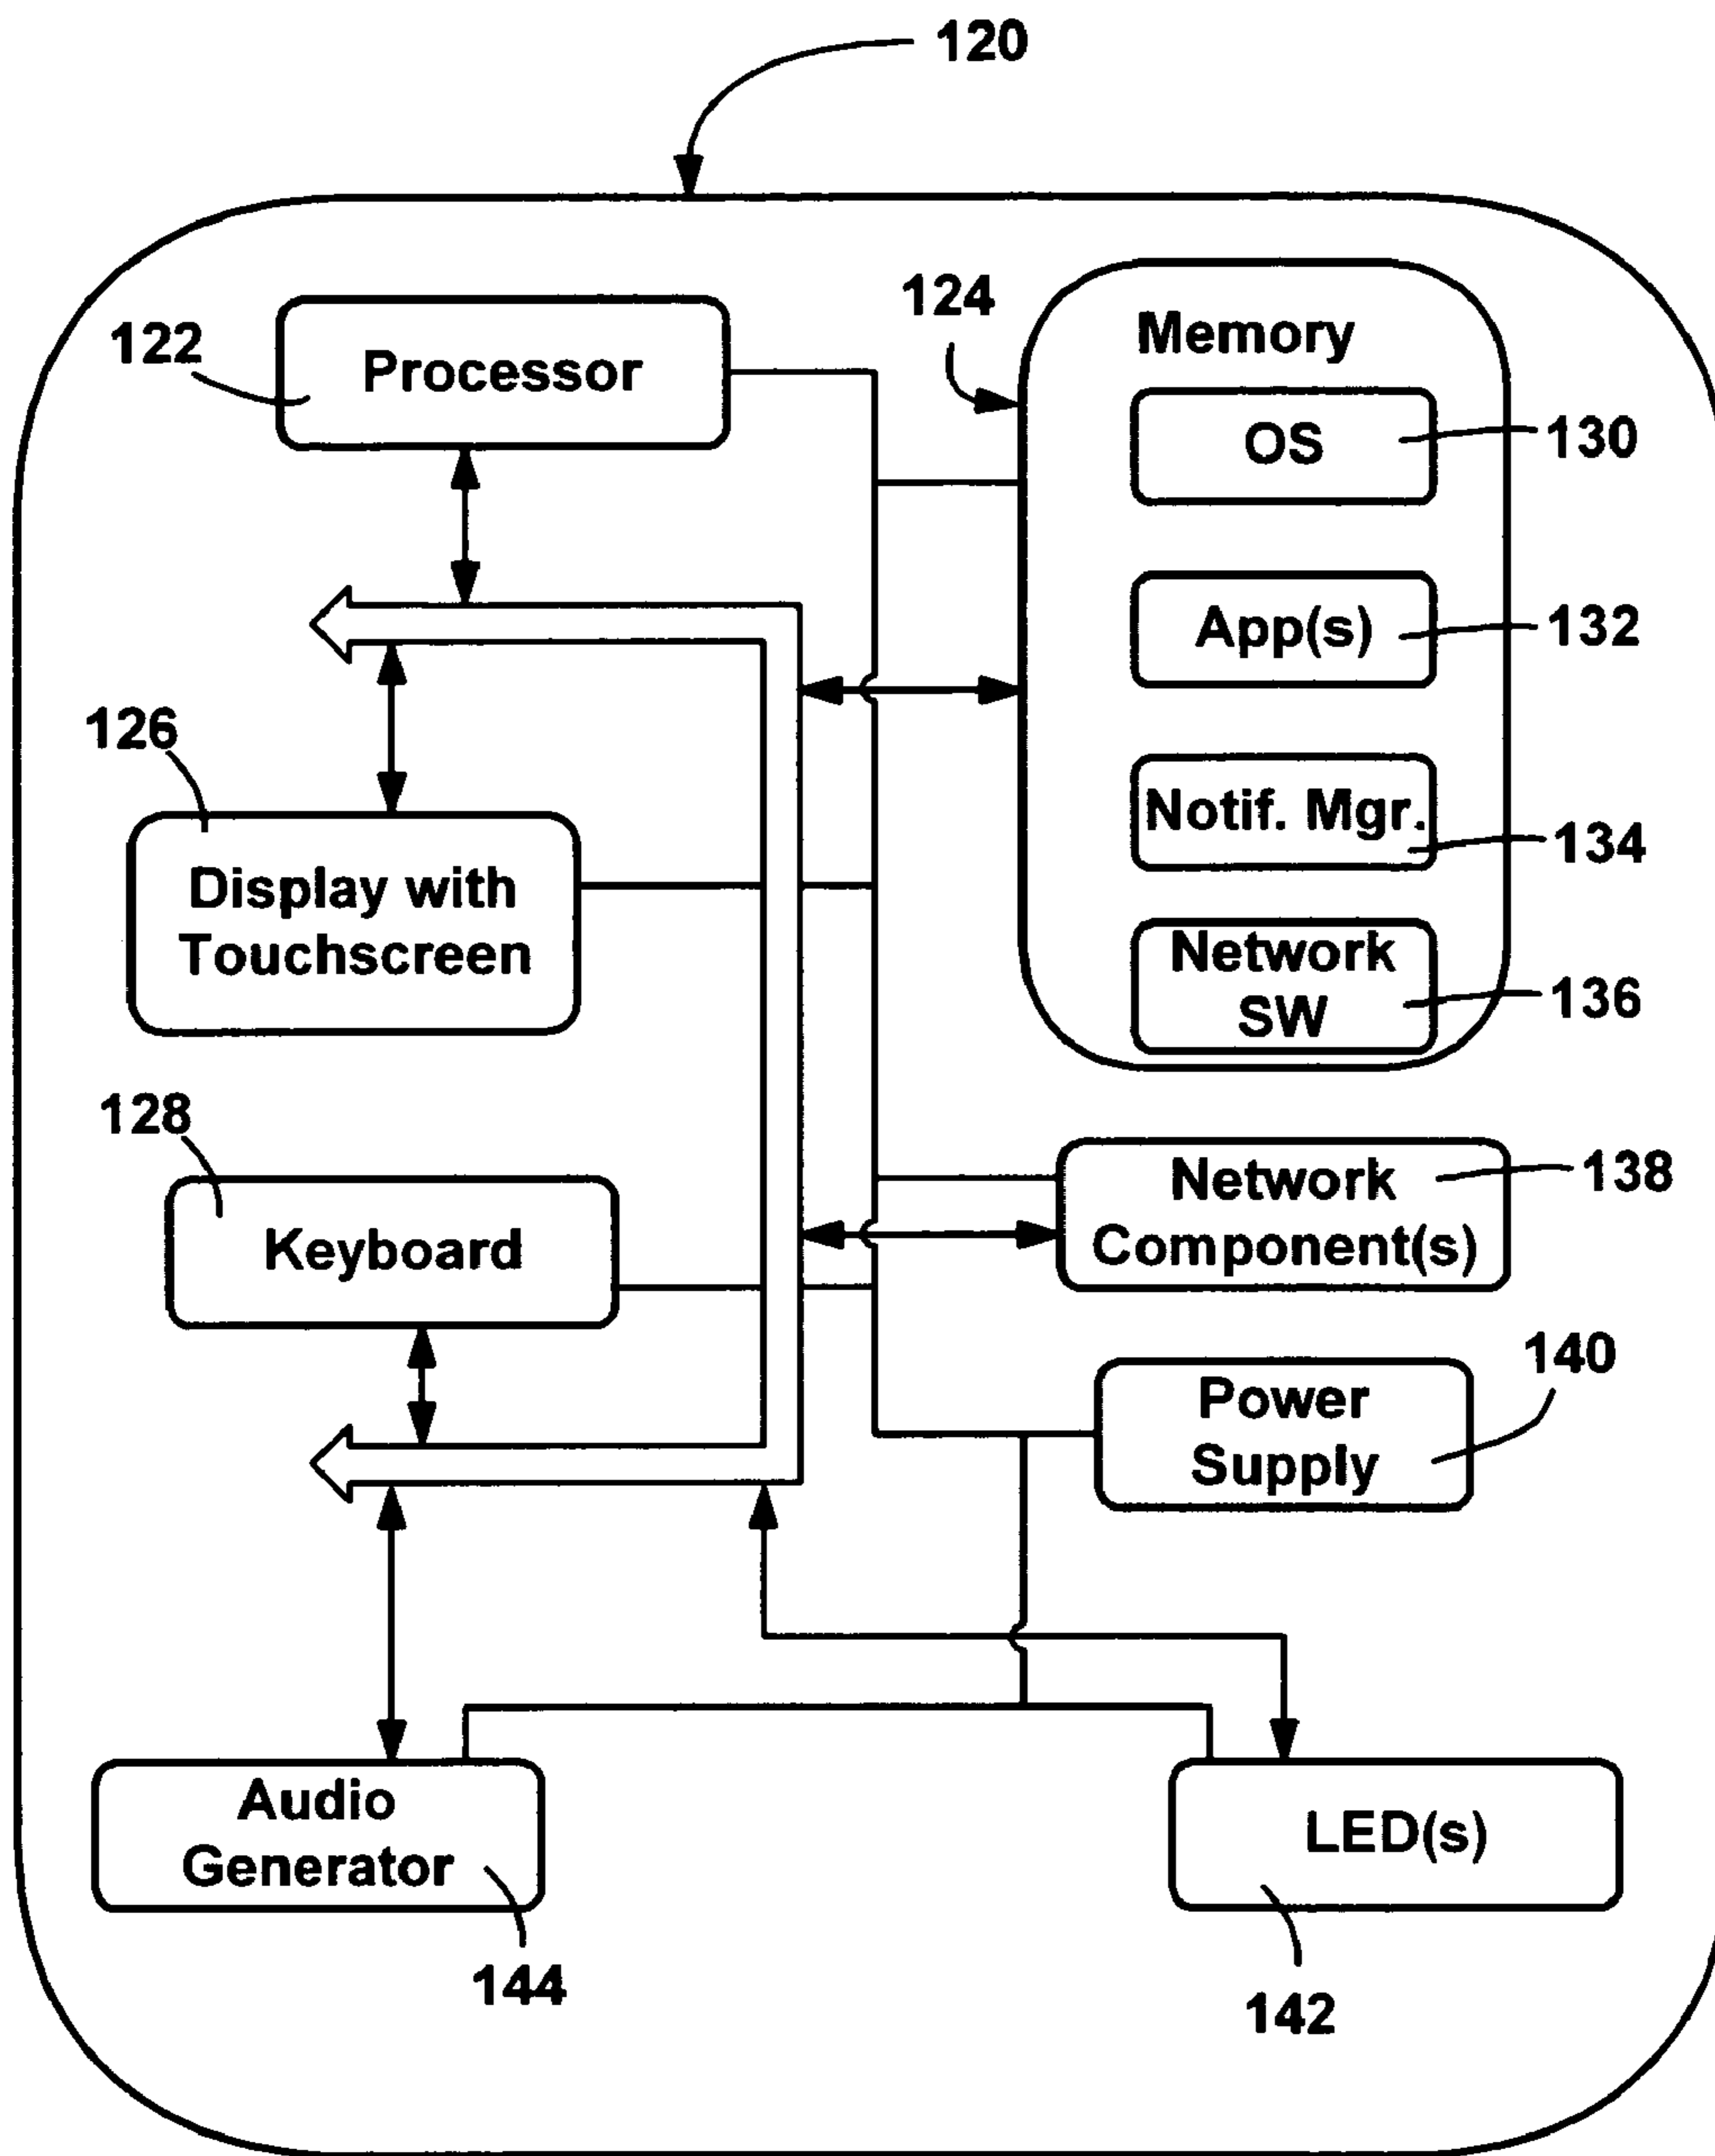 120
122
Processor
124
Memory
OS
130
App(s)
132
Notif. Mgr.
134
Network
SW
136
126
Display with
Touchscreen
128
Keyboard
Network
Component(s)
138
Power
Supply
140
Audio
Generator
144
LED(s)
142